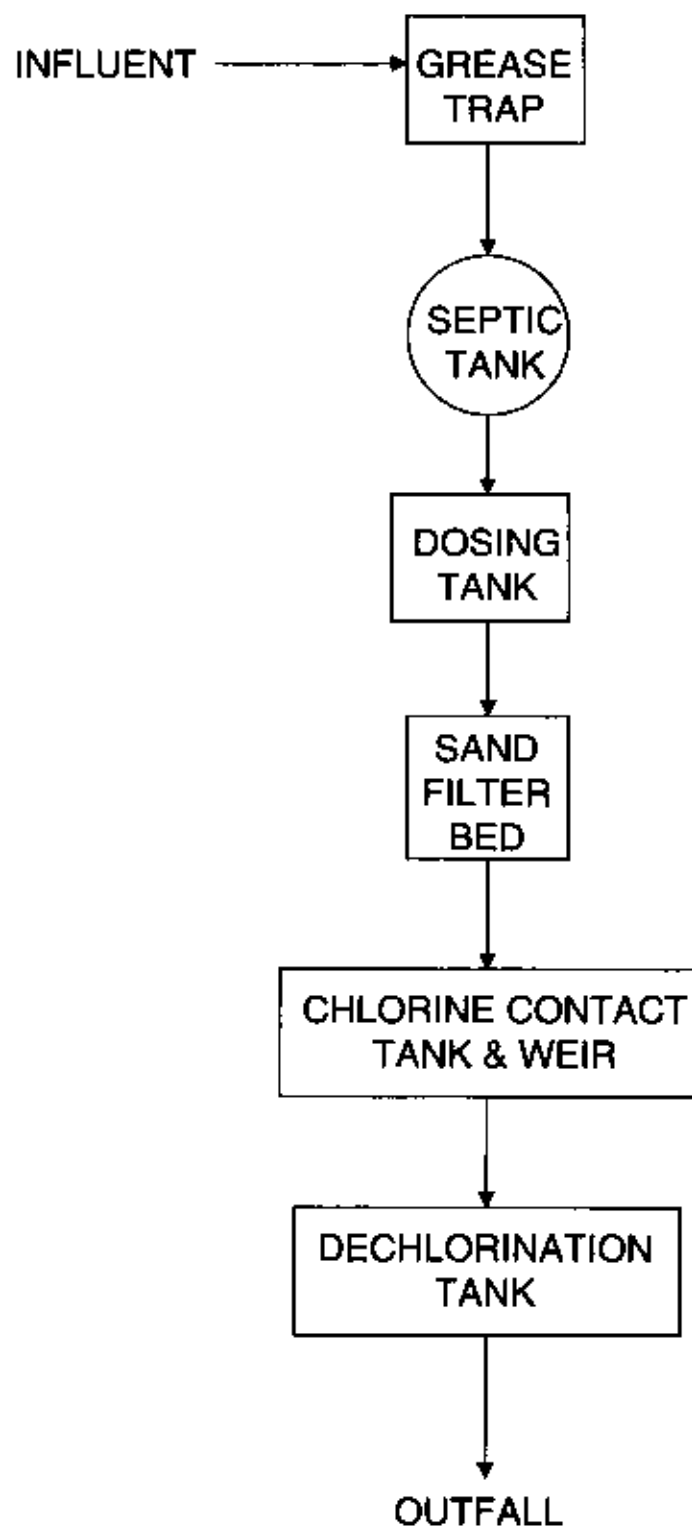 INFLUENT
GREASE
TRAP
SEPTIC
TANK
DOSING
TANK
SAND
FILTER
BED
CHLORINE CONTACT
TANK & WEIR
DECHLORINATION
TANK
OUTFALL